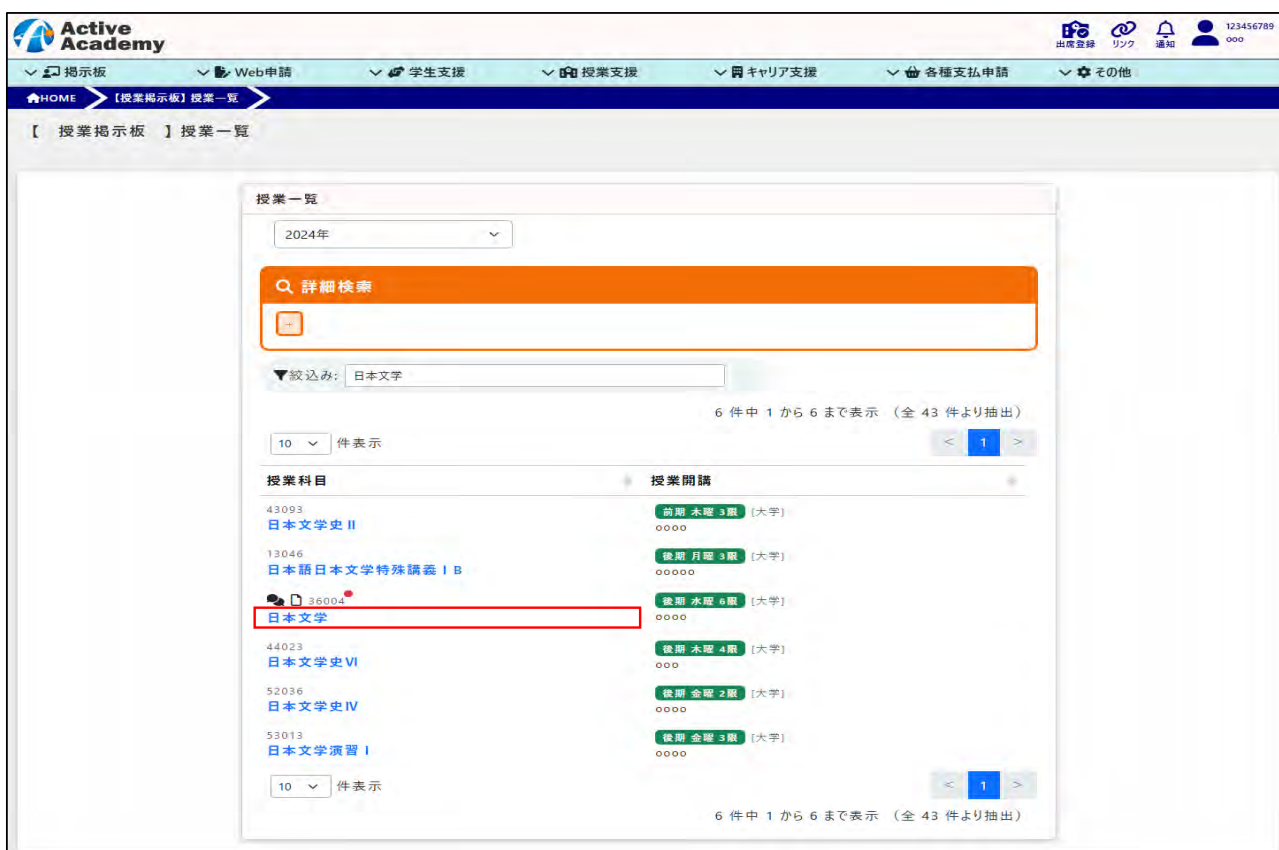 Active
Academy
出席登録 リンク 通知 123456789
ooo
掲示板 Web申請 学生支援 授業支援 キャリア支援 各種支払申請 その他
HOME 【授業掲示板】授業一覧
【 授業掲示板 】授業一覧
授業一覧
2024年
詳細検索
+
絞込み: 日本文学
6 件中 1 から 6 まで表示 （全 43 件より抽出）
10 件表示 < 1 >
授業科目 授業開講
43093 前期 木曜 3限 [大学]
日本文学史Ⅱ oooo
13046 後期 月曜 3限 [大学]
日本語日本文学特殊講義ⅠB ooooo
36004 後期 水曜 6限 [大学]
日本文学 oooo
44023 後期 木曜 4限 [大学]
日本文学史Ⅵ ooo
52036 後期 金曜 2限 [大学]
日本文学史Ⅳ oooo
53013 後期 金曜 3限 [大学]
日本文学演習Ⅰ oooo
10 件表示 < 1 >
6 件中 1 から 6 まで表示 （全 43 件より抽出）